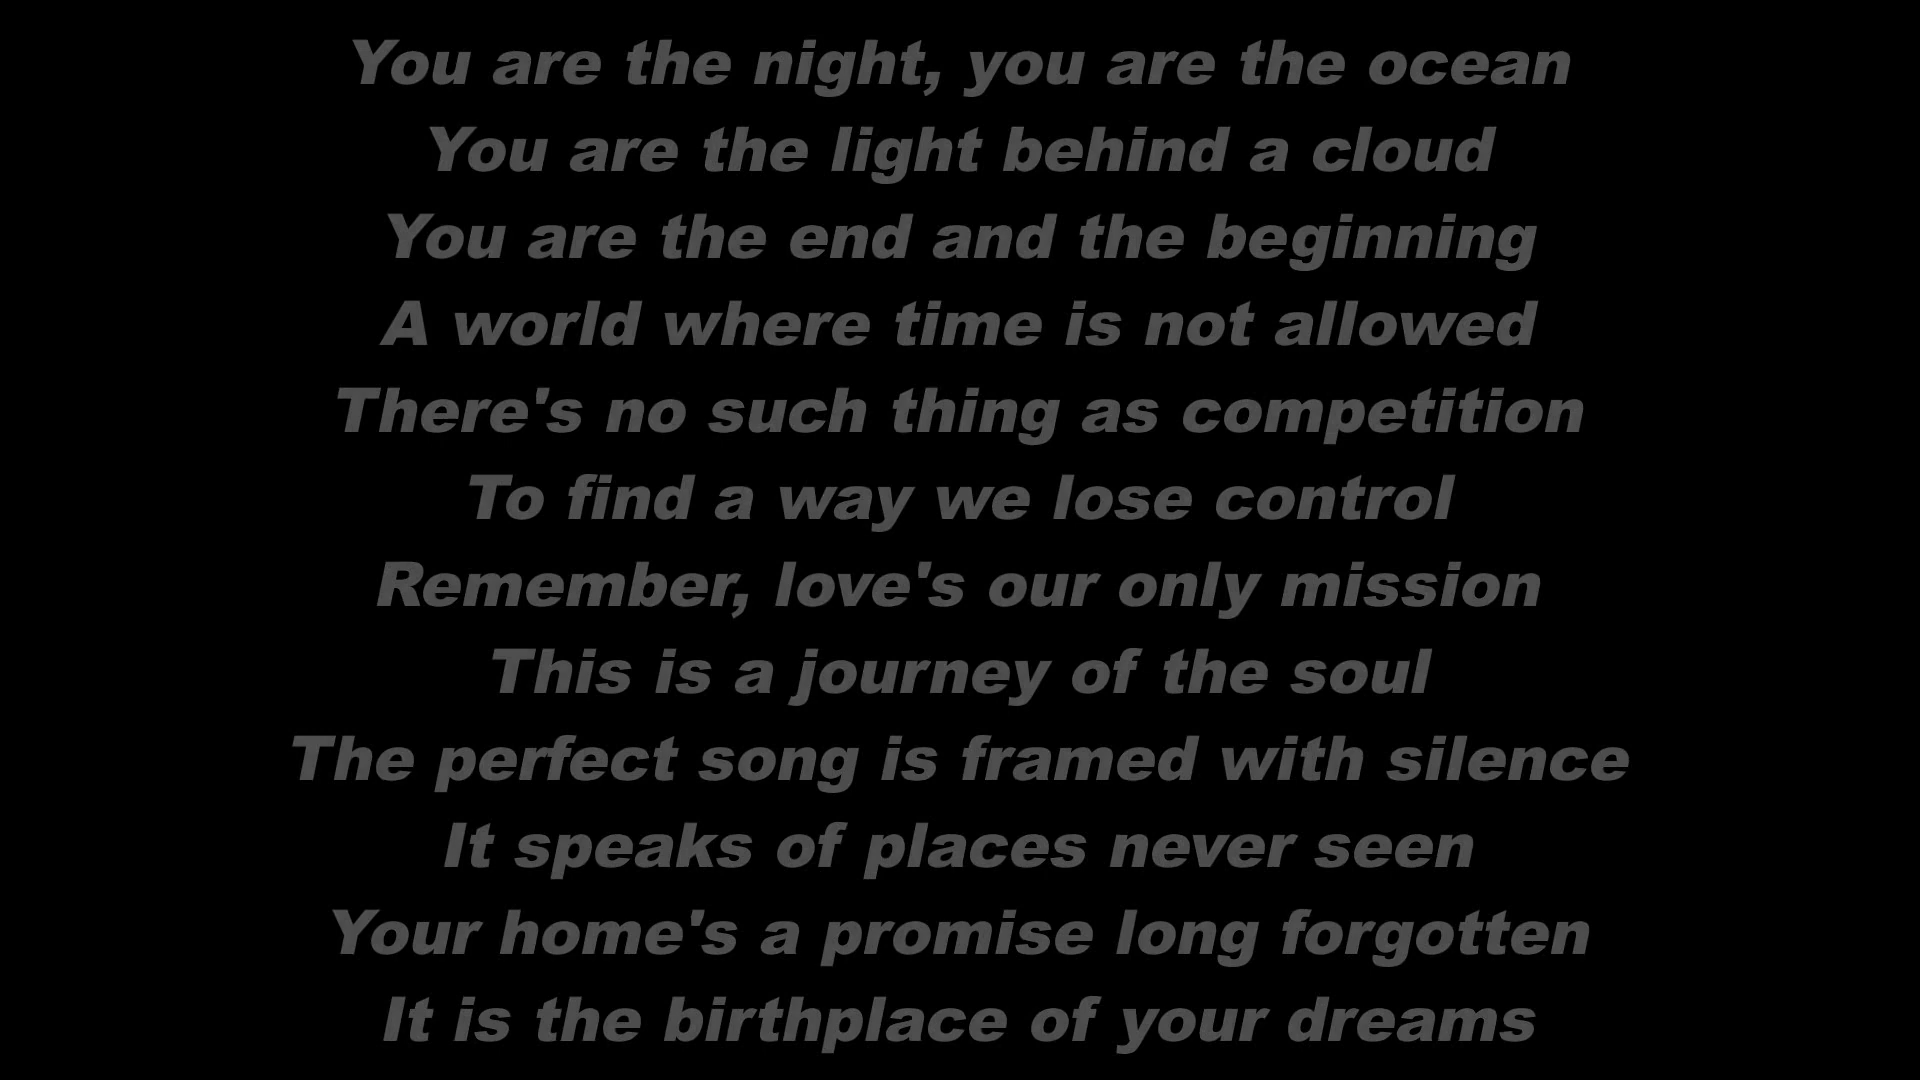 You are the night, you are the ocean
You are the light behind a cloud
You are the end and the beginning
A world where time is not allowed
There's no such thing as competition
To find a way we lose control
Remember, love's our only mission
This is a journey of the soul
The perfect song is framed with silence
It speaks of places never seen
Your home's a promise long forgotten
It is the birthplace of your dreams